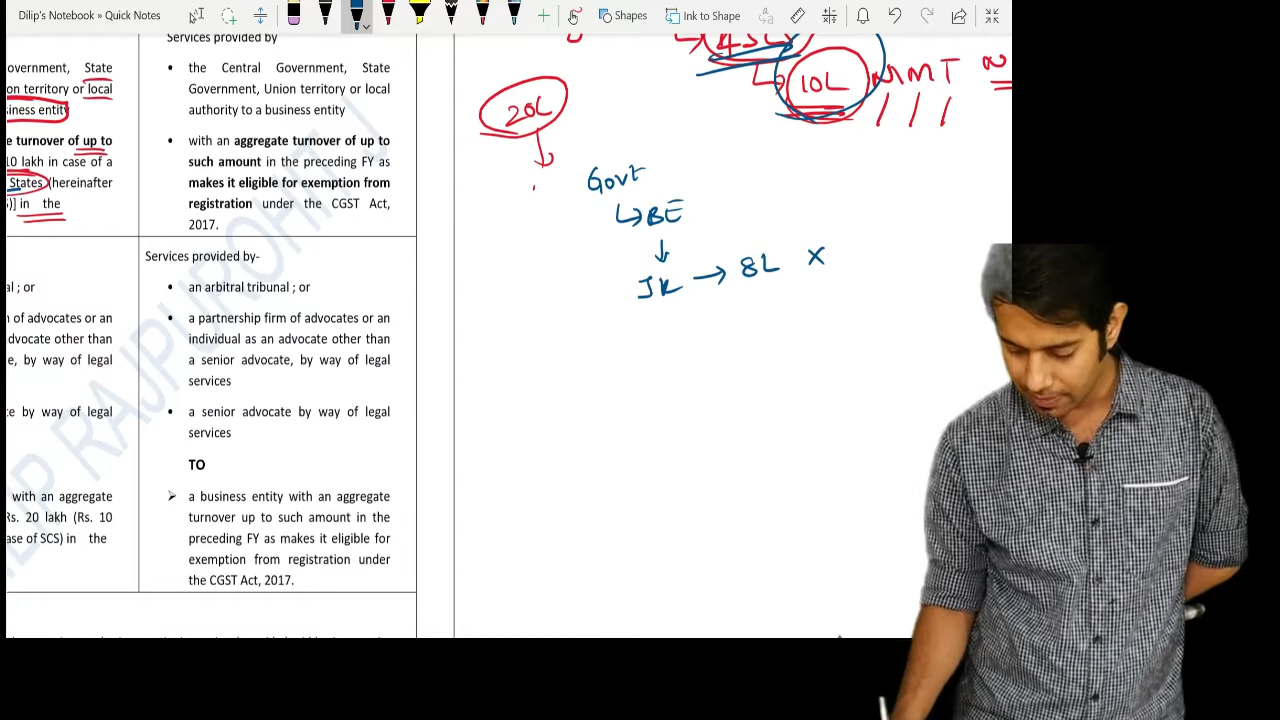 Dilip's Notebook » Quick Notes
Shapes
Ink to Shape
Services provided by
overnment, State
on territory or local
siness entity
e turnover of up to
10 lakh in case of a
States (hereinafter
)] in the
• the Central Government, State
Government, Union territory or local
authority to a business entity
• with an aggregate turnover of up to
such amount in the preceding FY as
makes it eligible for exemption from
registration under the CGST Act,
2017.
al ; or
of advocates or an
dvocate other than
e, by way of legal
te by way of legal
with an aggregate
Rs. 20 lakh (Rs. 10
ase of SCS) in the
Services provided by-
• an arbitral tribunal ; or
• a partnership firm of advocates or an
individual as an advocate other than
a senior advocate, by way of legal
services
• a senior advocate by way of legal
services
TO
➢ a business entity with an aggregate
turnover up to such amount in the
preceding FY as makes it eligible for
exemption from registration under
the CGST Act, 2017.
20L
10L MMT
Govt
↳ BE
↓
JK → 8L X
DILIP RAJPUROHIT J